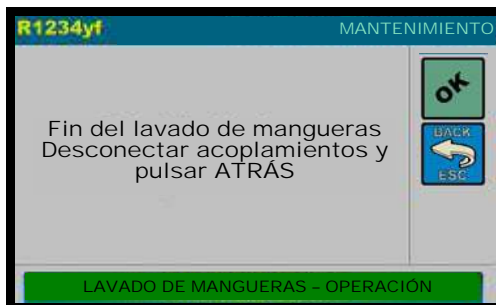 R1234yf
MANTENIMIENTO
OK
Fin del lavado de mangueras
Desconectar acoplamientos y
pulsar ATRÁS
BACK
ESC
LAVADO DE MANGUERAS – OPERACIÓN